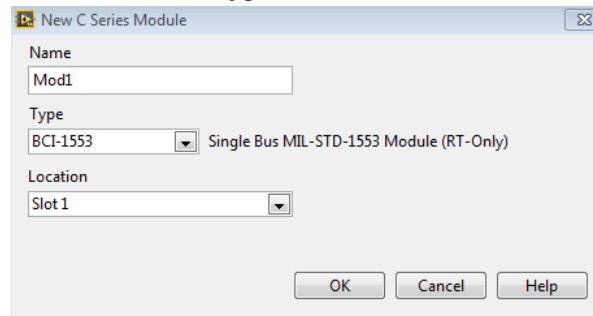 New C Series Module
Name
Mod1
Type
BCI-1553 Single Bus MIL-STD-1553 Module (RT-Only)
Location
Slot 1
OK Cancel Help